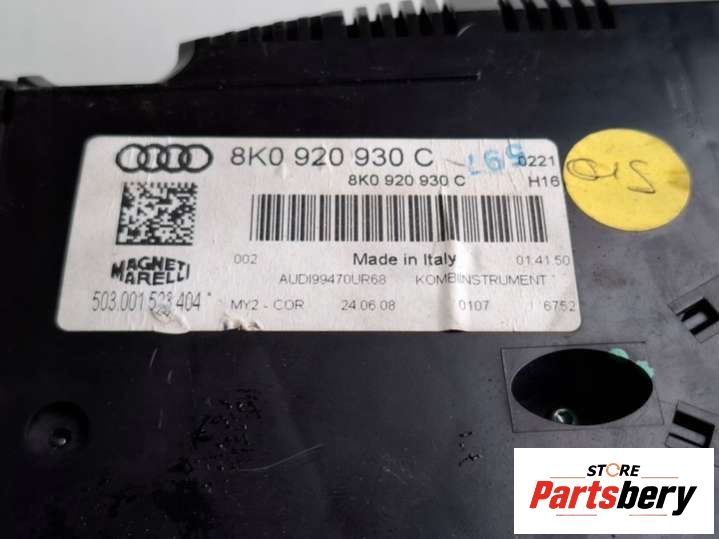 8K0 920 930 C
0221
8K0 920 930 C
H16
002
Made in Italy
01:41:50
MAGNETI
MARELLI
AUDI99470UR68
KOMBIINSTRUMENT
503.001.523.404 *
MY2 - COR
24.06.08
0107
6752
STORE
Partsbery